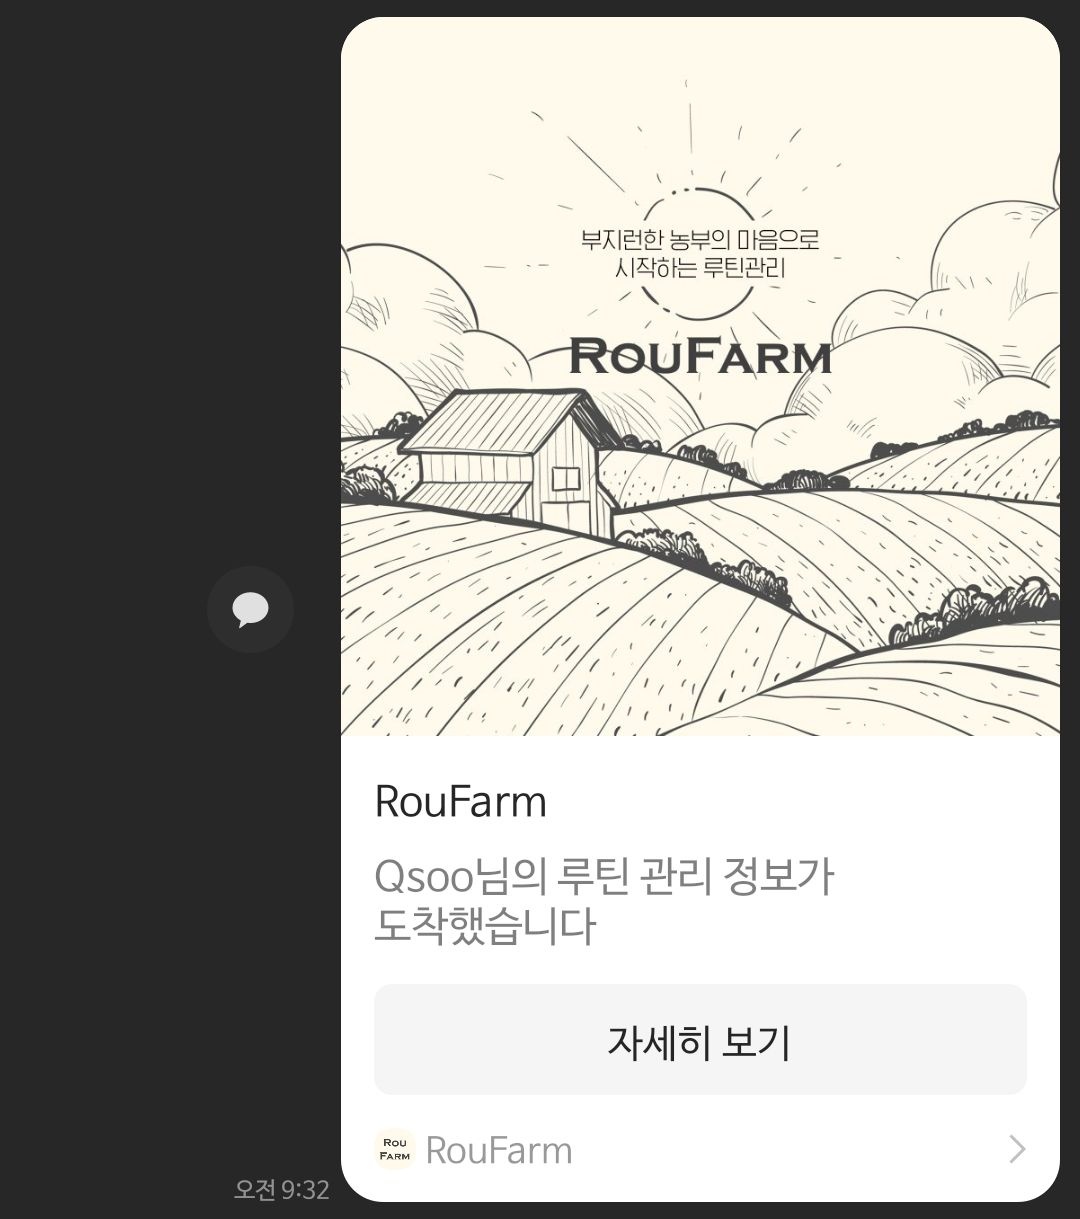 부지런한 농부의 마음으로
시작하는 루틴관리
ROUFARM
RouFarm
Qsoo님의 루틴 관리 정보가
도착했습니다
자세히 보기
ROU
FARM
RouFarm
오전 9:32